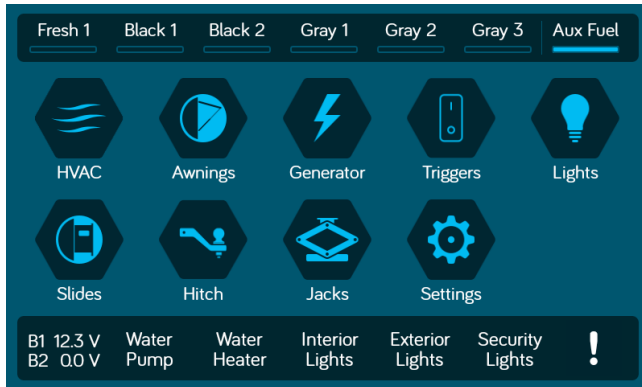 Fresh 1 Black 1 Black 2 Gray 1 Gray 2 Gray 3 Aux Fuel
HVAC Awnings Generator Triggers Lights
Slides Hitch Jacks Settings
B1 12.3 V Water Water Interior Exterior Security !
B2 0.0 V Pump Heater Lights Lights Lights